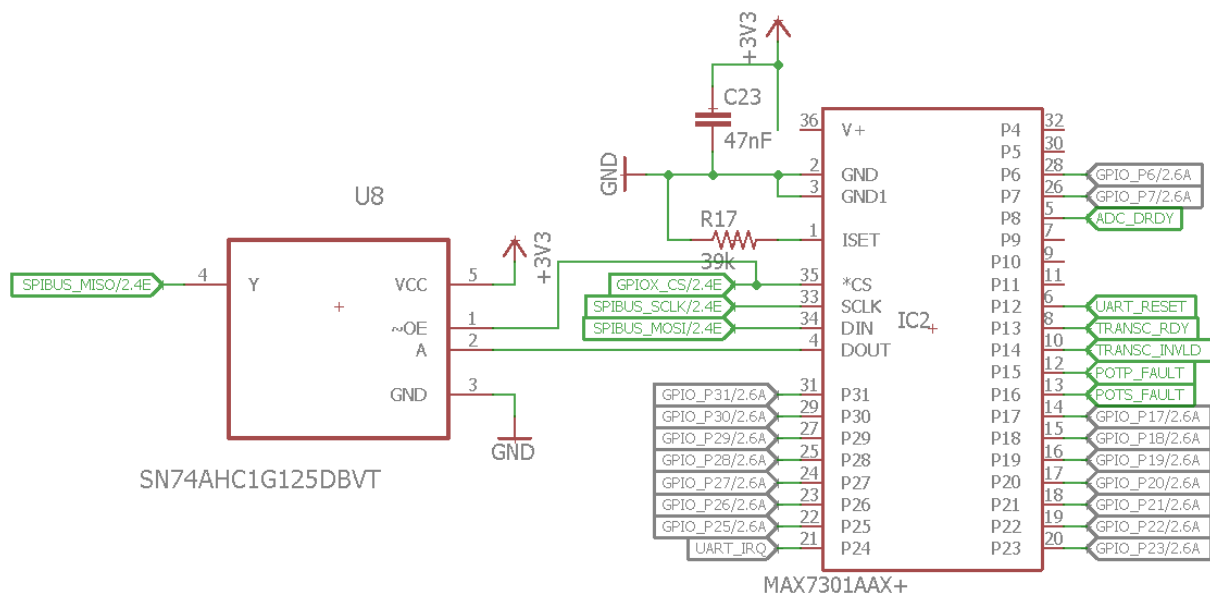 +3V3
C23
47nF
GND
R17
39k
U8
SPIBUS_MISO/2.4E
4
Y
VCC
5
+3V3
~OE
1
A
2
GND
3
GND
SN74AHC1G125DBVT
GPIOX_CS/2.4E
SPIBUS_SCLK/2.4E
SPIBUS_MOSI/2.4E
GPIO_P31/2.6A
GPIO_P30/2.6A
GPIO_P29/2.6A
GPIO_P28/2.6A
GPIO_P27/2.6A
GPIO_P26/2.6A
GPIO_P25/2.6A
UART_IRQ
36 V+
2 GND
3 GND1
1 ISET
35 *CS
33 SCLK
34 DIN
4 DOUT
31 P31
29 P30
27 P29
25 P28
24 P27
23 P26
22 P25
21 P24
IC2
P4 32
P5 30
P6 28 GPIO_P6/2.6A
P7 26 GPIO_P7/2.6A
P8 5 ADC_DRDY
P9 7
P10 9
P11 11
P12 6 UART_RESET
P13 8 TRANSC_RDY
P14 10 TRANSC_INVLD
P15 12 POTP_FAULT
P16 13 POTS_FAULT
P17 14 GPIO_P17/2.6A
P18 15 GPIO_P18/2.6A
P19 16 GPIO_P19/2.6A
P20 17 GPIO_P20/2.6A
P21 18 GPIO_P21/2.6A
P22 19 GPIO_P22/2.6A
P23 20 GPIO_P23/2.6A
MAX7301AAX+